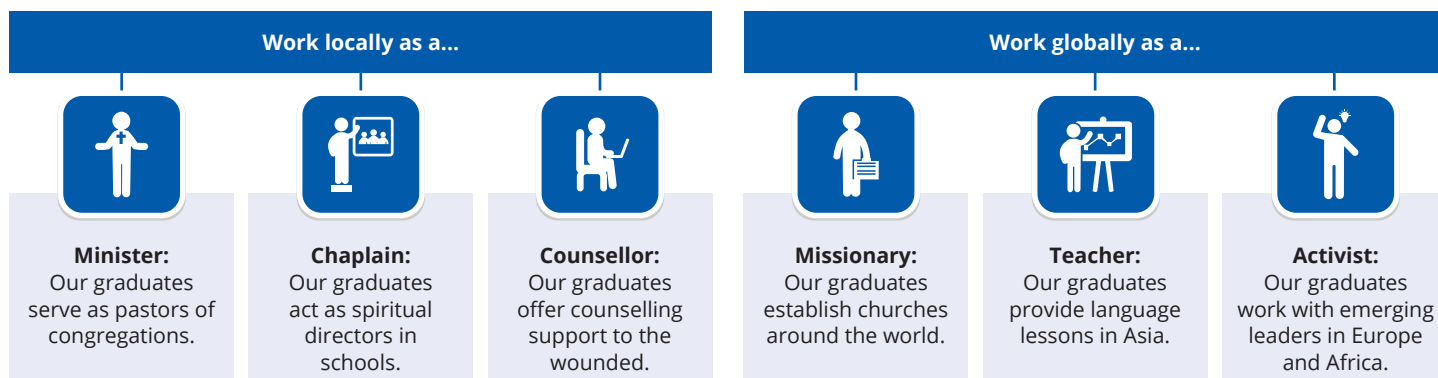 Work locally as a...
Minister:
Our graduates
serve as pastors of
congregations.
Chaplain:
Our graduates
act as spiritual
directors in
schools.
Counsellor:
Our graduates
offer counselling
support to the
wounded.
Work globally as a...
Missionary:
Our graduates
establish churches
around the world.
Teacher:
Our graduates
provide language
lessons in Asia.
Activist:
Our graduates
work with emerging
leaders in Europe
and Africa.